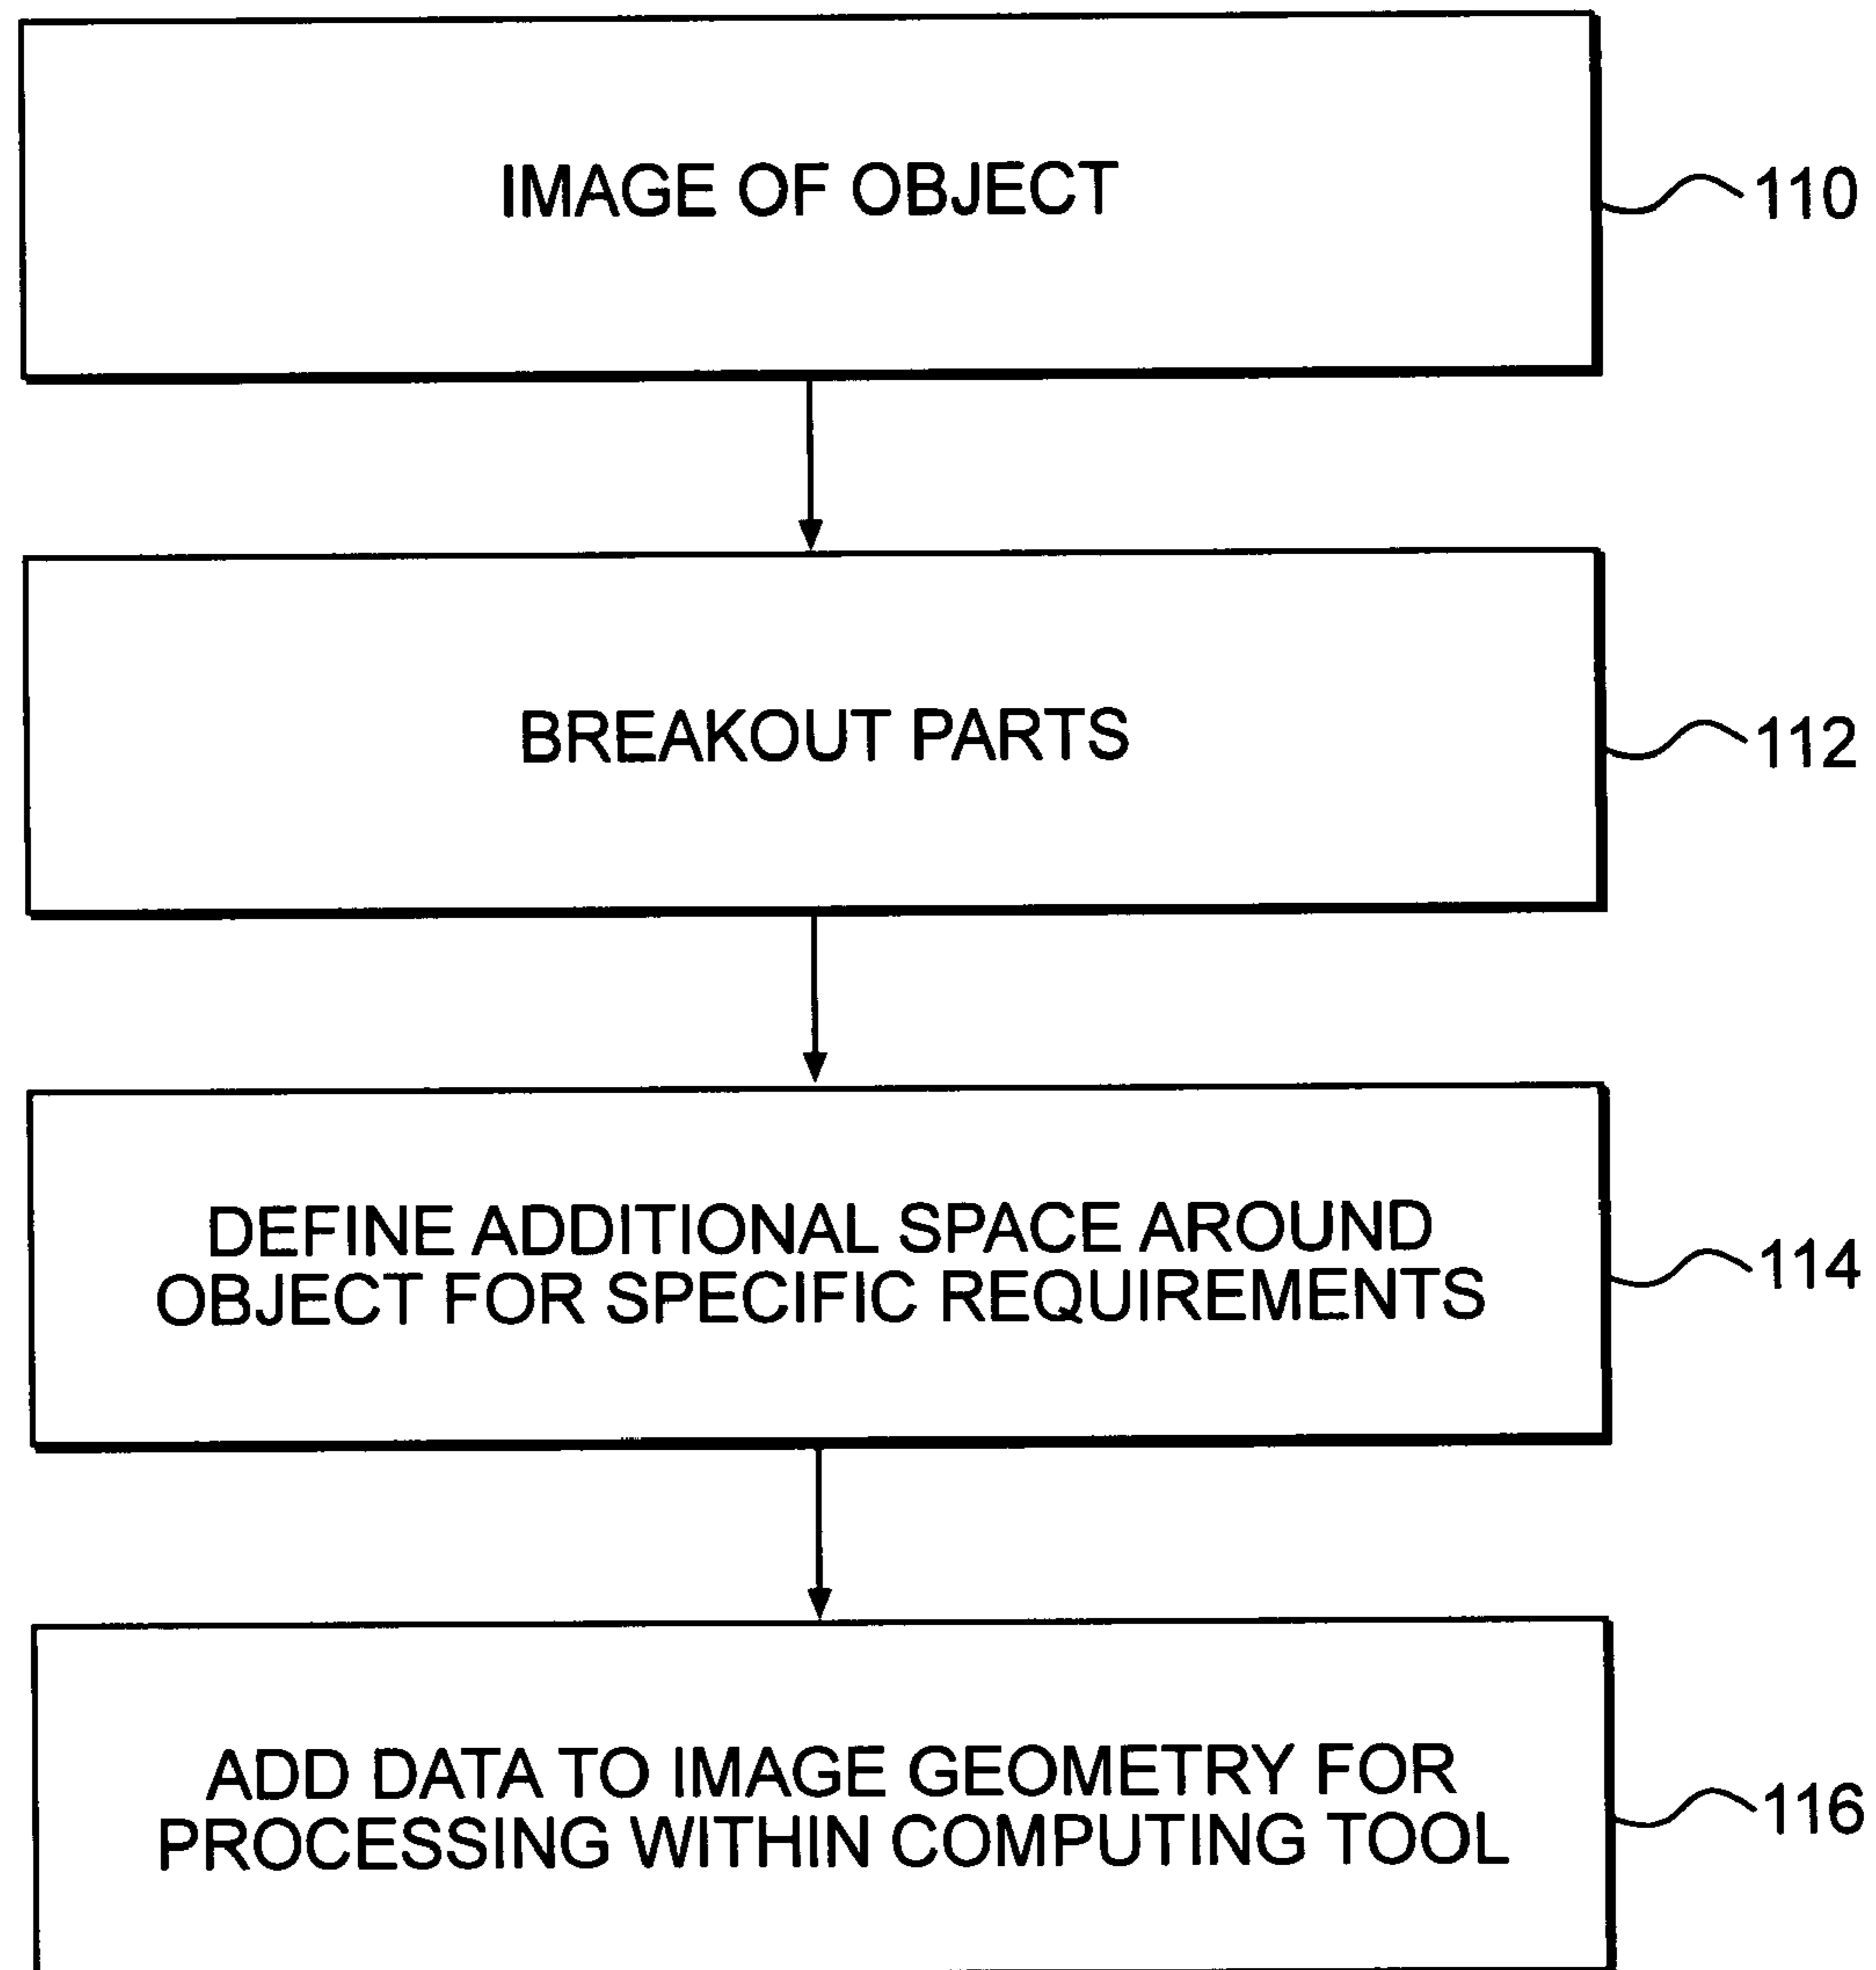 IMAGE OF OBJECT
110
BREAKOUT PARTS
112
DEFINE ADDITIONAL SPACE AROUND
OBJECT FOR SPECIFIC REQUIREMENTS
114
ADD DATA TO IMAGE GEOMETRY FOR
PROCESSING WITHIN COMPUTING TOOL
116